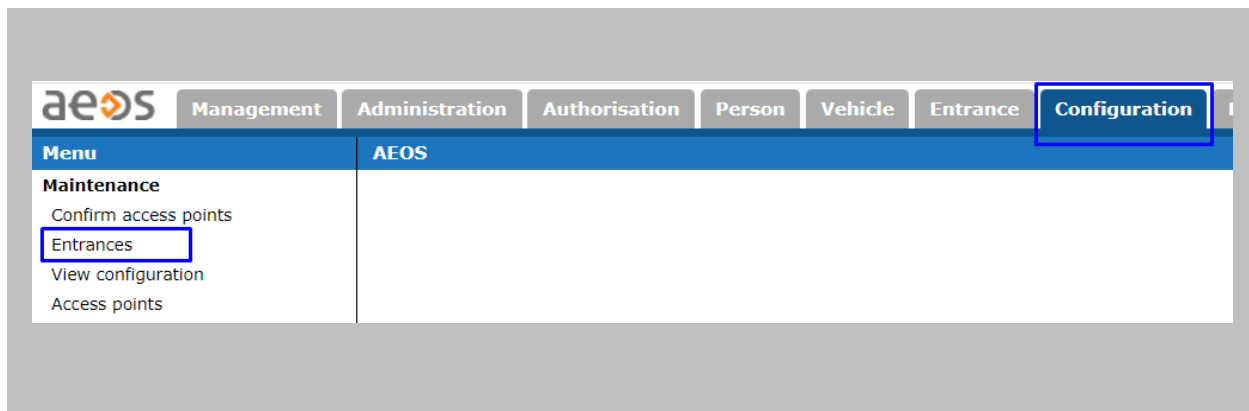 aeos Management Administration Authorisation Person Vehicle Entrance Configuration
Menu AEOS
Maintenance
Confirm access points
Entrances
View configuration
Access points